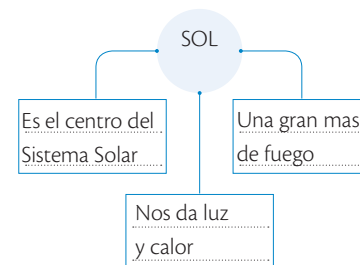 SOL
Es el centro del
Sistema Solar
Una gran mas
de fuego
Nos da luz
y calor